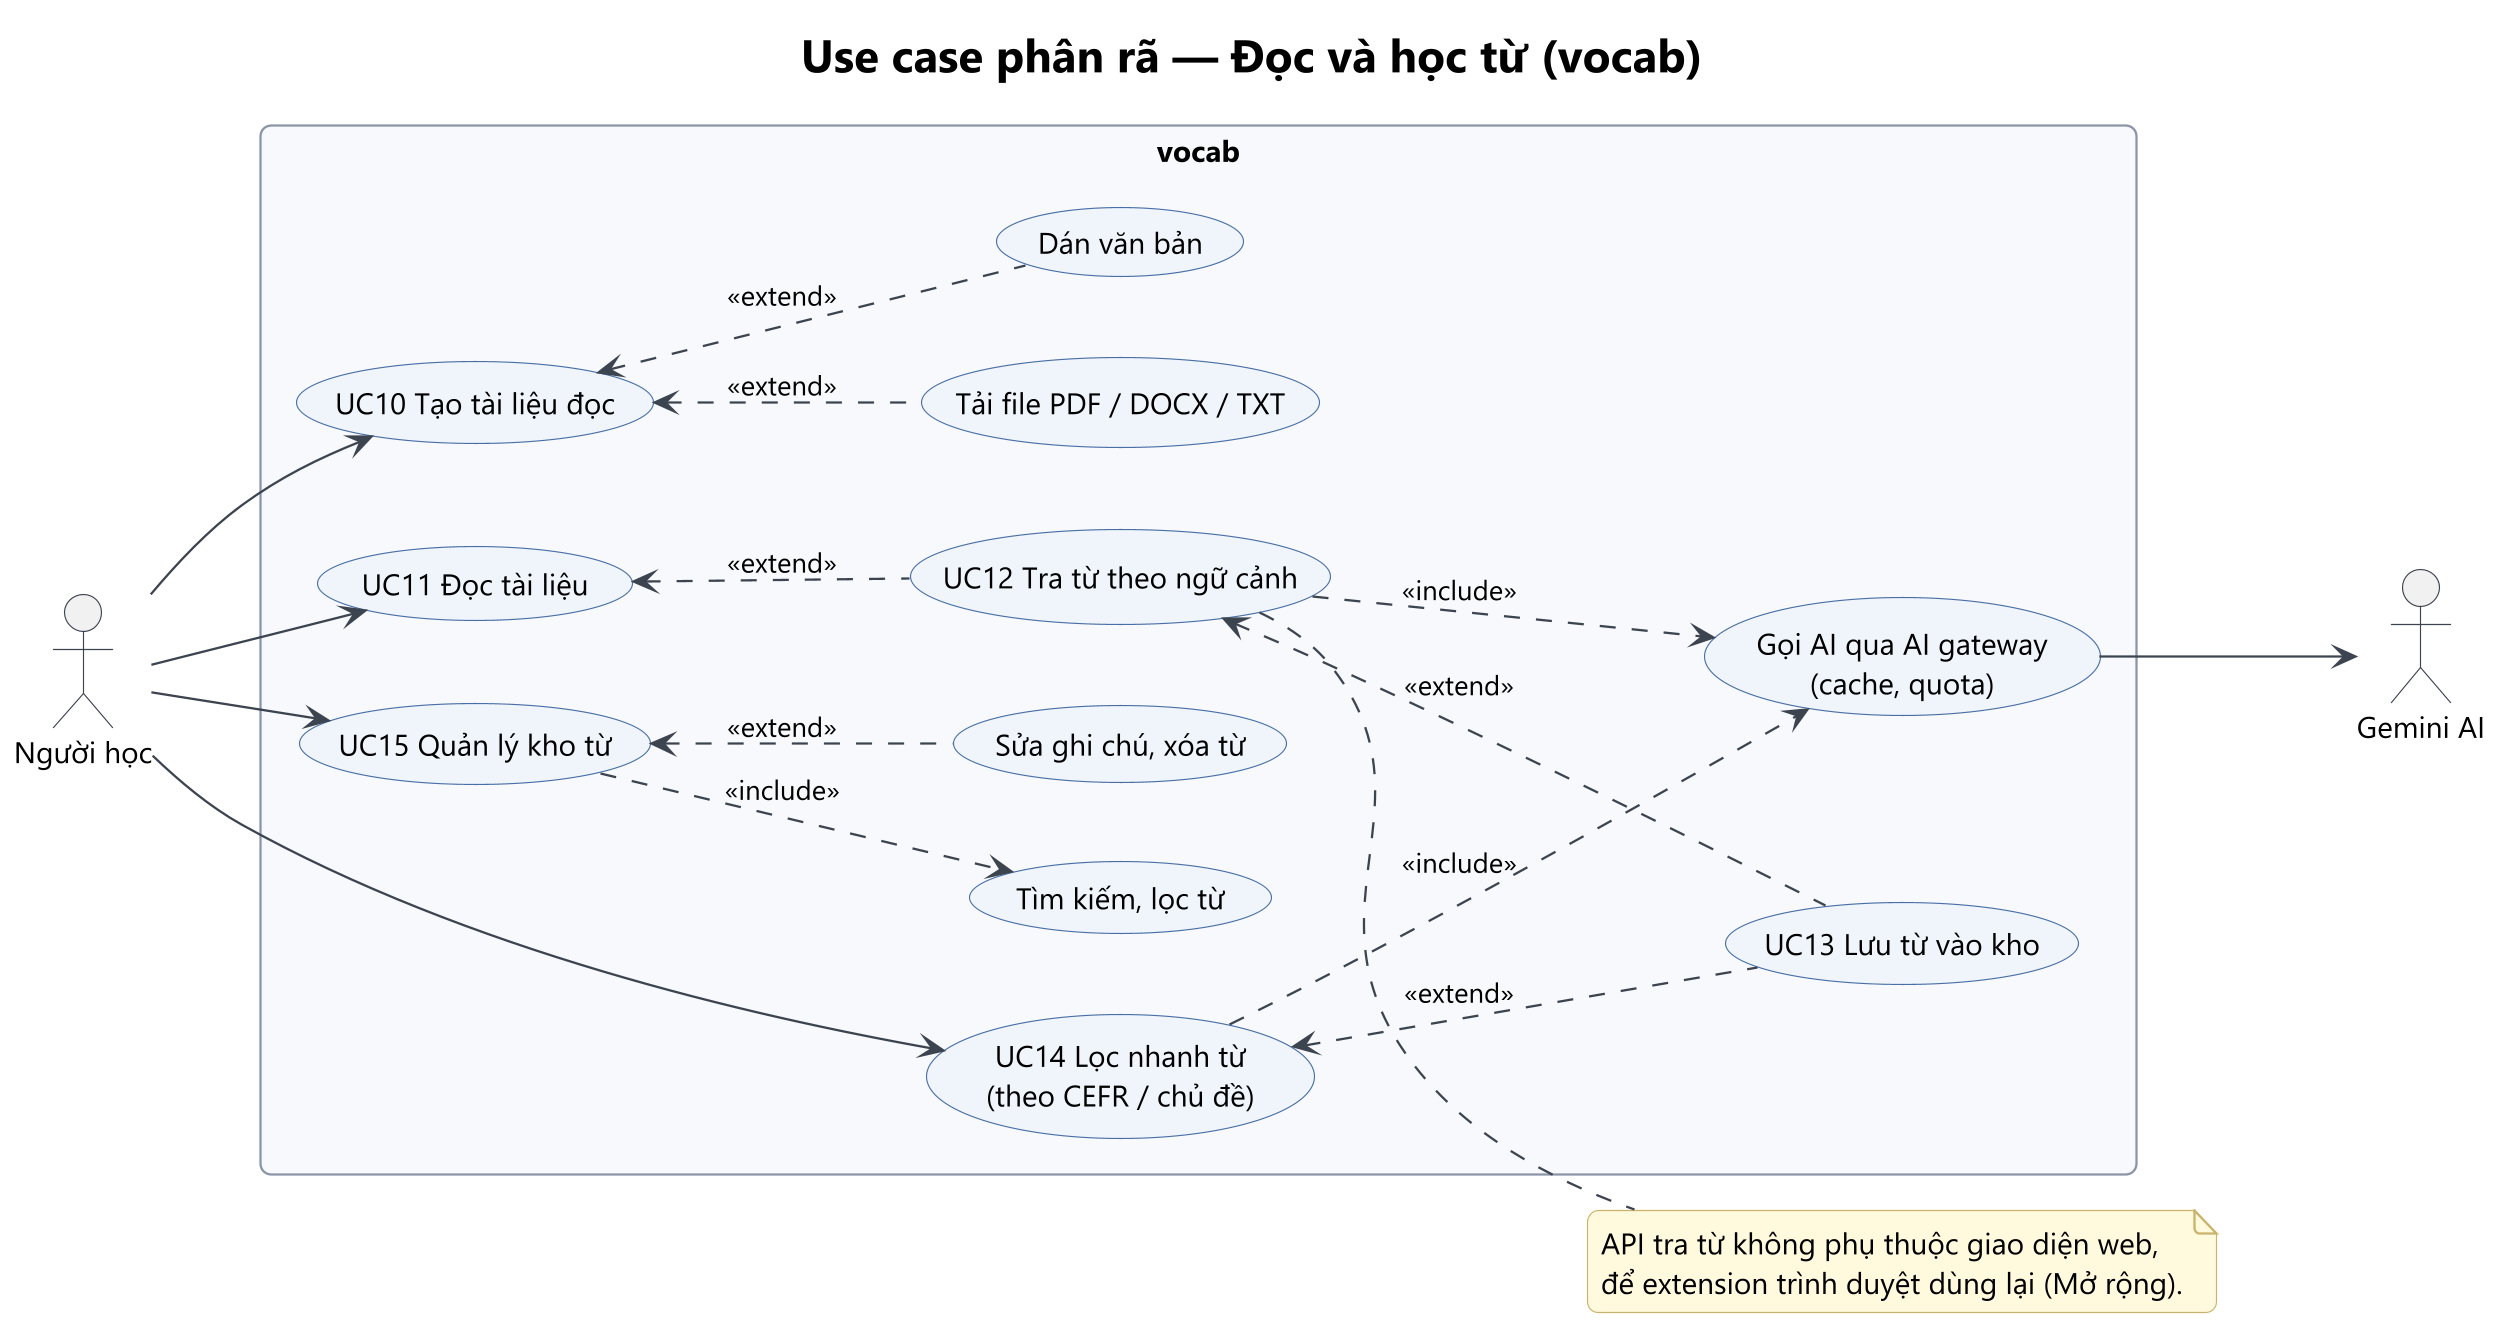 Use case phân rã — Đọc và học từ (vocab)
vocab
Dán văn bản
«extend»
UC10 Tạo tài liệu đọc
«extend»
Tải file PDF / DOCX / TXT
UC11 Đọc tài liệu
«extend»
UC12 Tra từ theo ngữ cảnh
«include»
Gọi AI qua AI gateway
(cache, quota)
«extend»
Người học
Gemini AI
UC15 Quản lý kho từ
«extend»
Sửa ghi chú, xóa từ
«include»
Tìm kiếm, lọc từ
«include»
UC13 Lưu từ vào kho
«extend»
UC14 Lọc nhanh từ
(theo CEFR / chủ đề)
API tra từ không phụ thuộc giao diện web,
để extension trình duyệt dùng lại (Mở rộng).